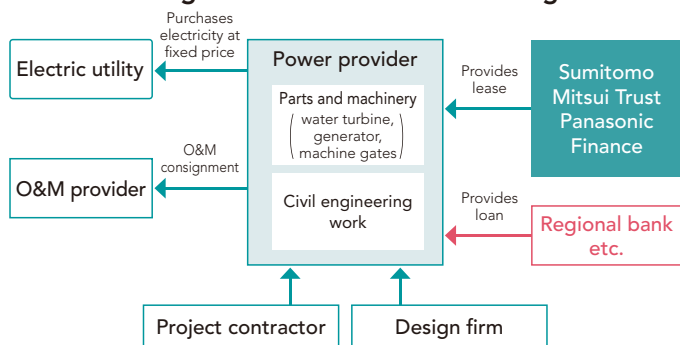 Purchases
electricity at
fixed price
Electric utility
Power provider
Parts and machinery
water turbine,
generator,
machine gates
Provides
lease
Sumitomo
Mitsui Trust
Panasonic
Finance
O&M
consignment
O&M provider
Civil engineering
work
Provides
loan
Regional bank
etc.
Project contractor
Design firm